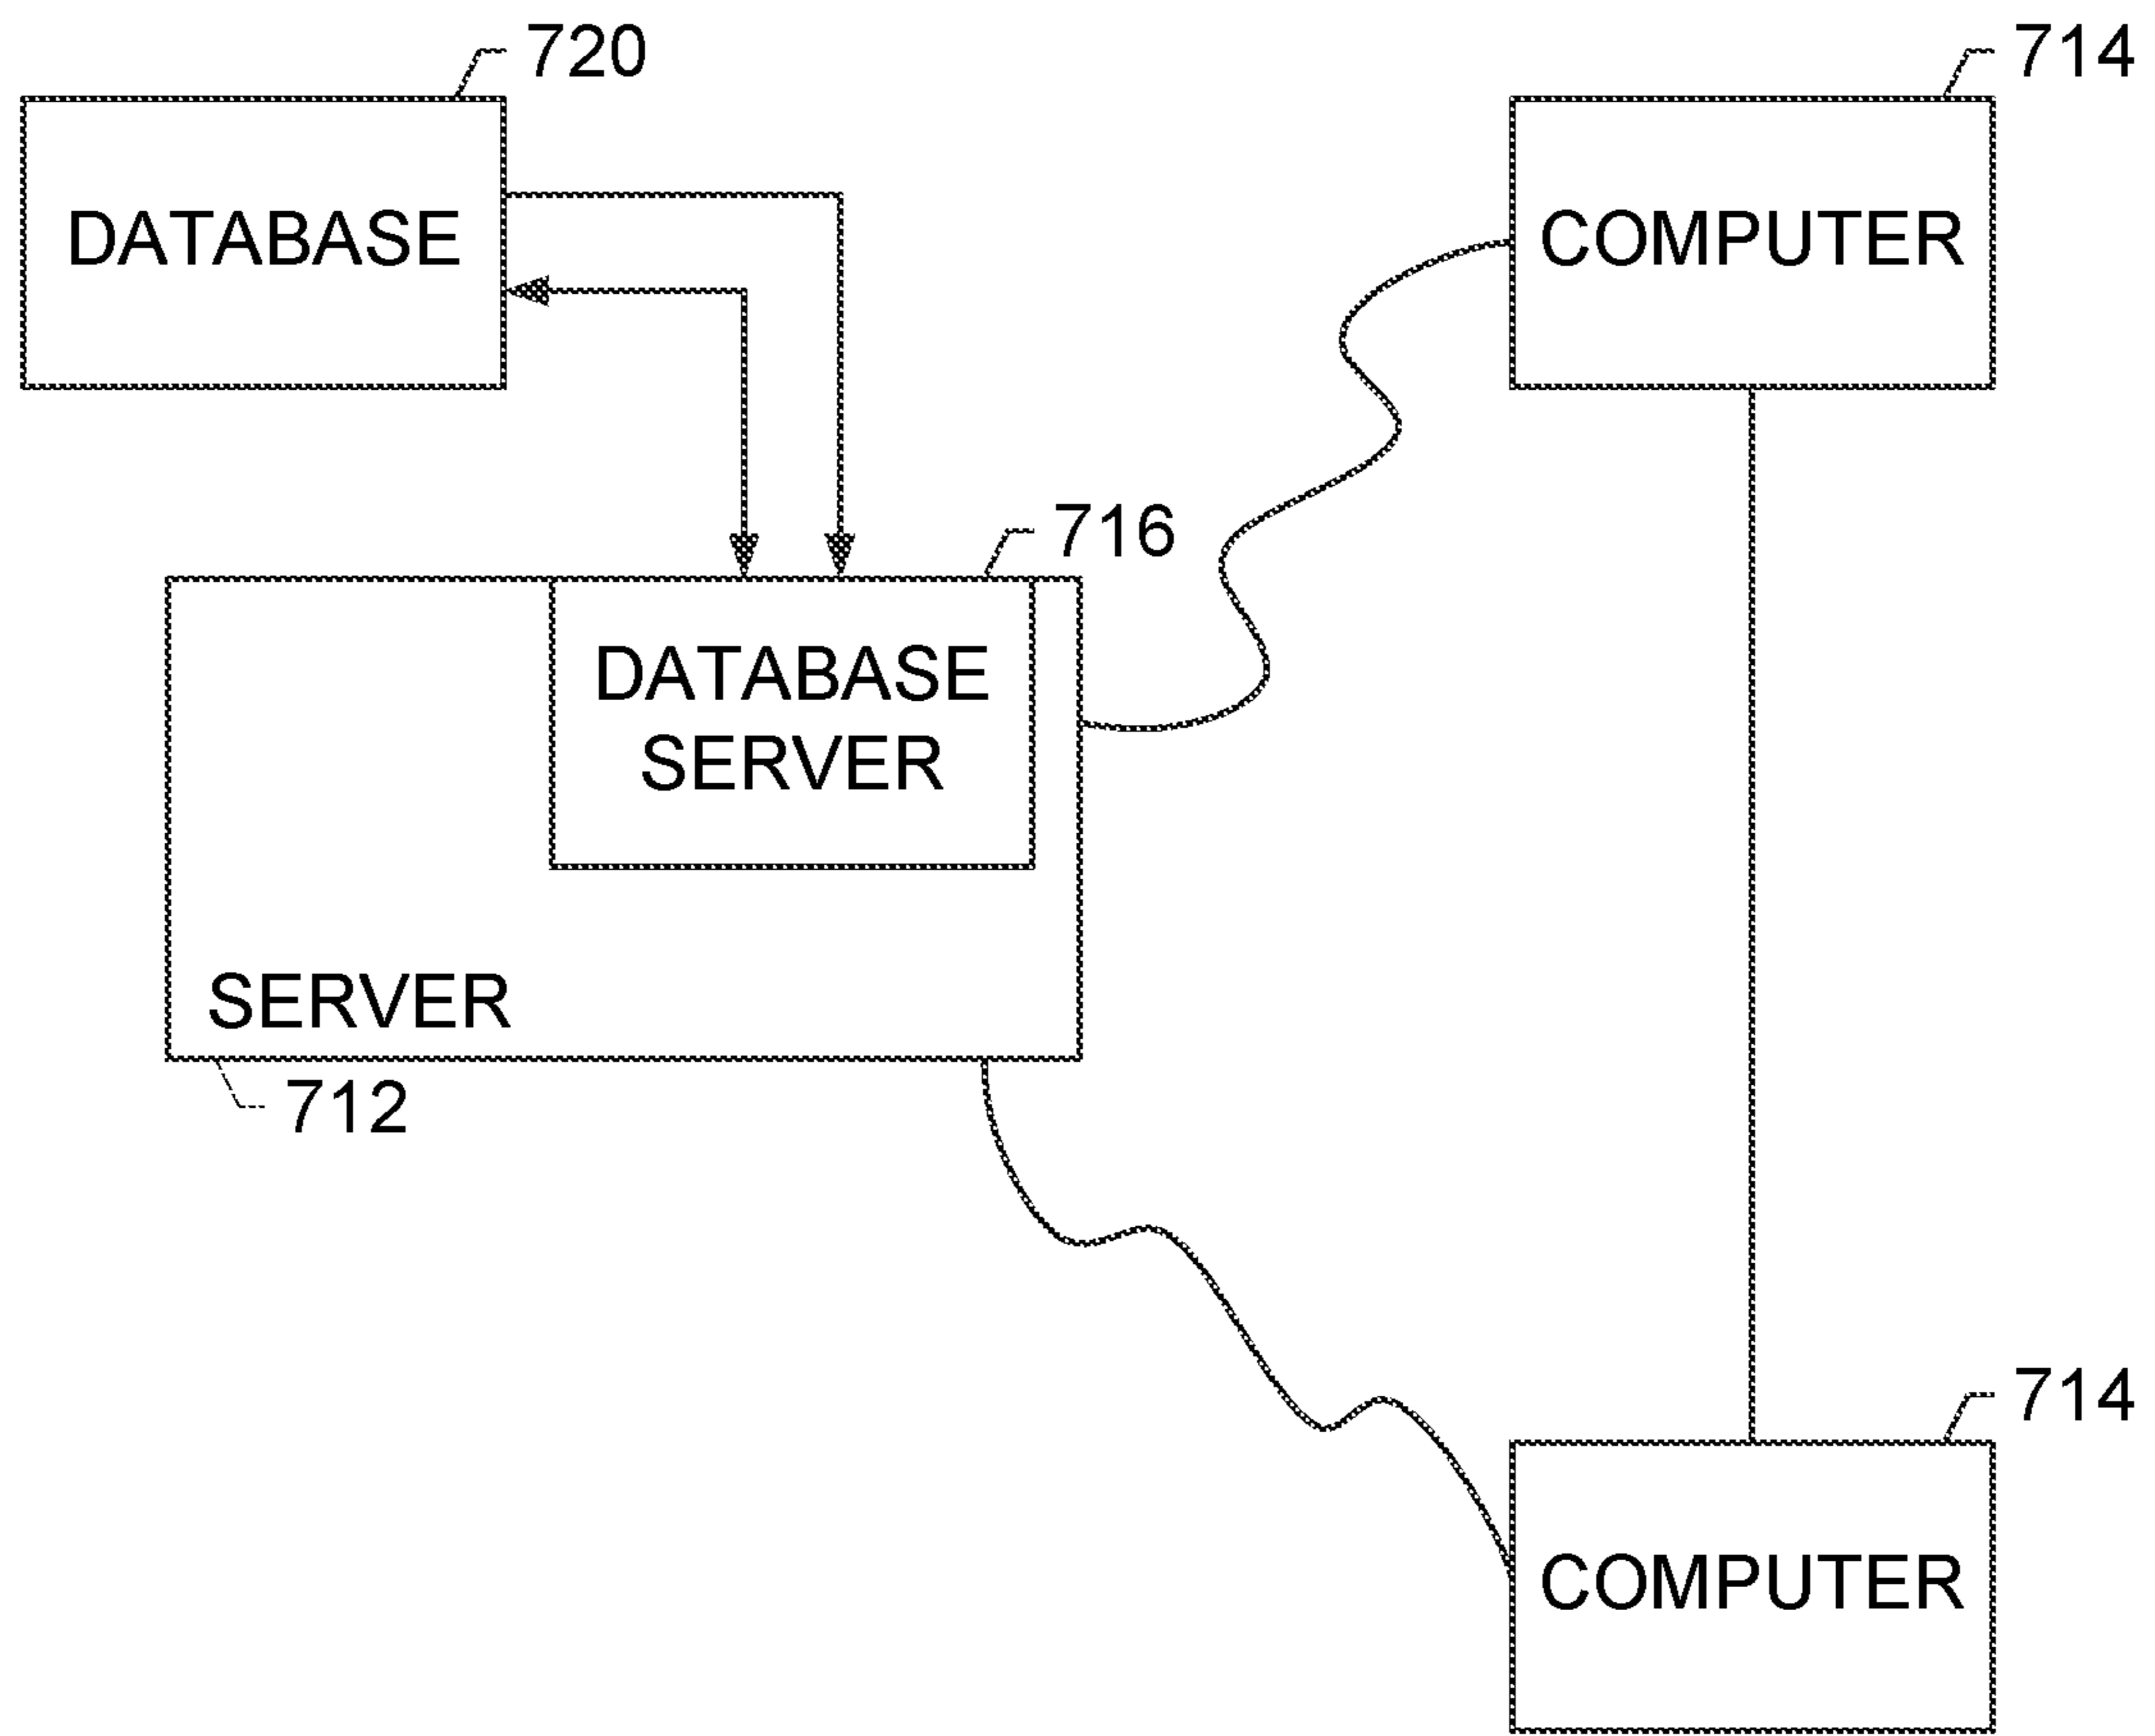 720
714
DATABASE
COMPUTER
716
DATABASE
SERVER
SERVER
712
714
COMPUTER